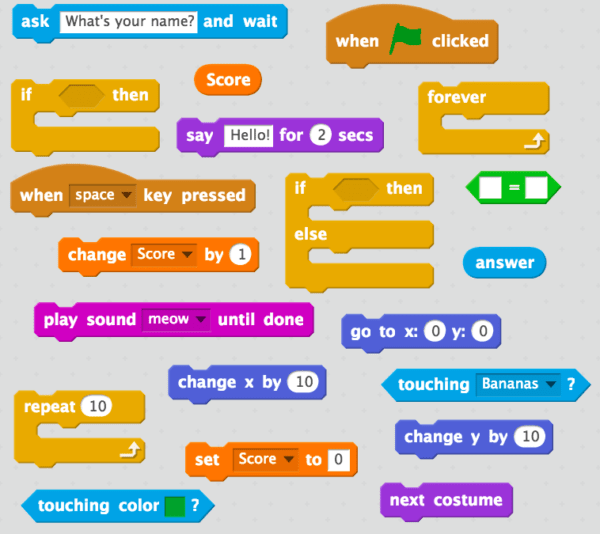 ask What's your name? and wait
when clicked
if then
Score
forever
say Hello! for 2 secs
when space key pressed
if then
else
=
change Score by 1
answer
play sound meow until done
go to x: 0 y: 0
change x by 10
touching Bananas ?
repeat 10
change y by 10
set Score to 0
next costume
touching color ?